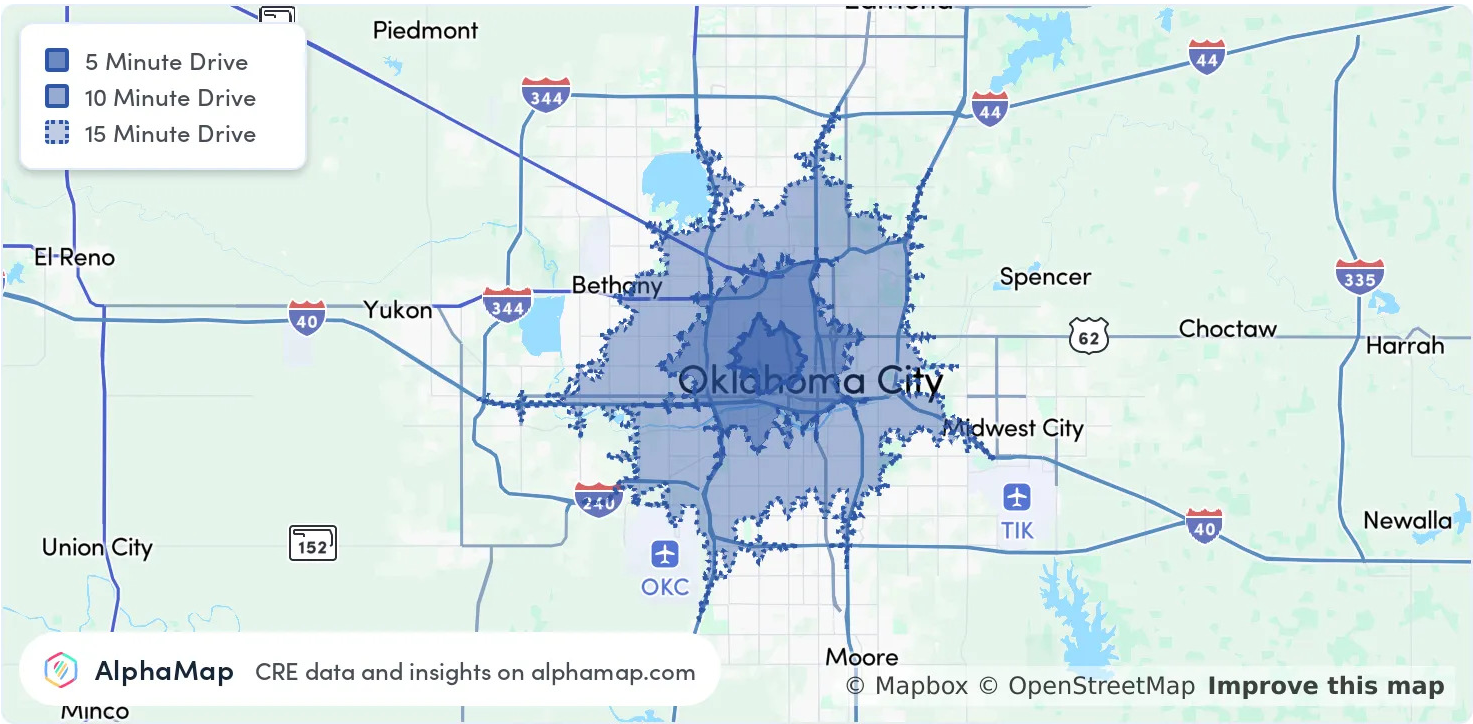 Edmond
Piedmont
5 Minute Drive
10 Minute Drive
15 Minute Drive
44
344
44
El Reno
Bethany
Spencer
335
Yukon
344
40
Choctaw
62
Harrah
Oklahoma City
Midwest City
240
TIK
40
Newalla
Union City
152
OKC
Moore
AlphaMap CRE data and insights on alphamap.com
© Mapbox © OpenStreetMap Improve this map
Minco